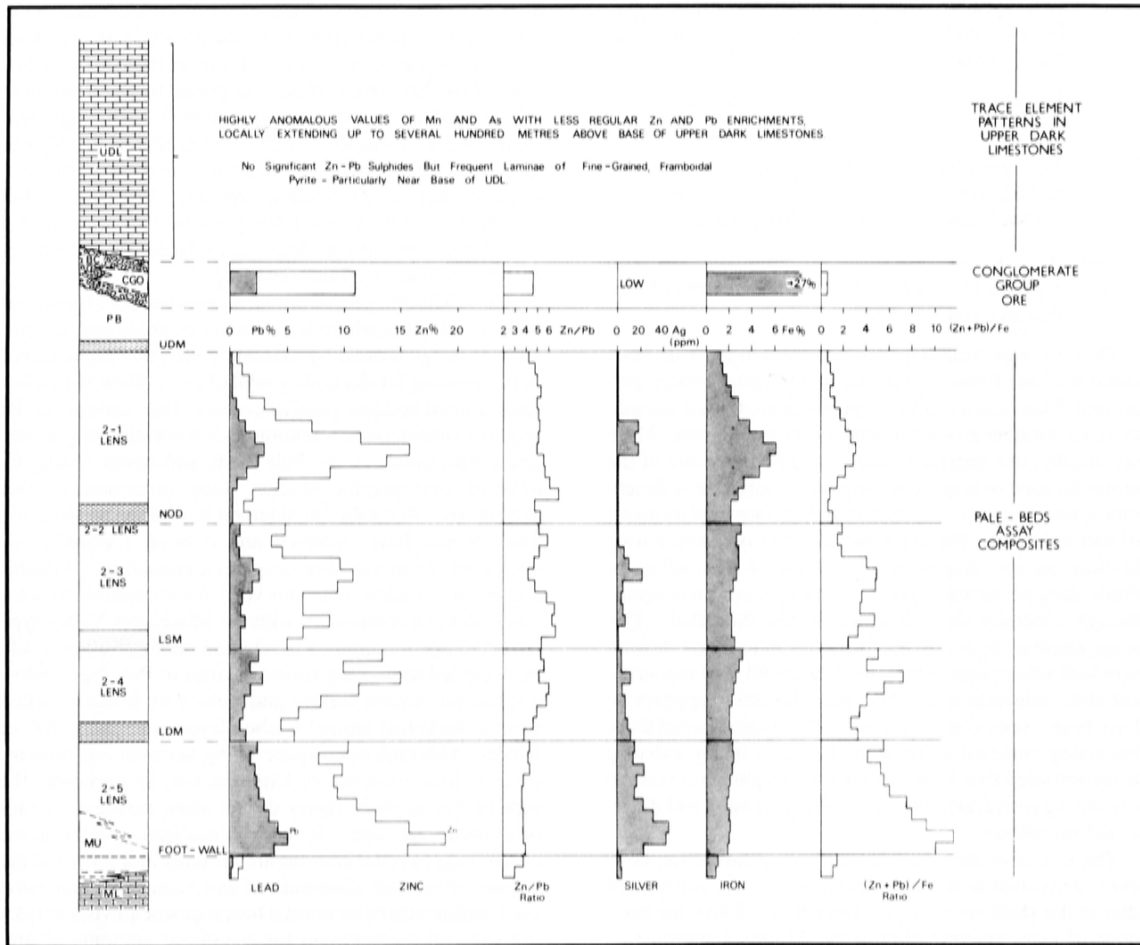 HIGHLY ANOMALOUS VALUES OF Mn AND As WITH LESS REGULAR Zn AND Pb ENRICHMENTS,
LOCALLY EXTENDING UP TO SEVERAL HUNDRED METRES ABOVE BASE OF UPPER DARK LIMESTONES
No Significant Zn-Pb Sulphides But Frequent Laminae of Fine-Grained, Framboidal
Pyrite - Particularly Near Base of UDL
TRACE ELEMENT
PATTERNS IN
UPPER DARK
LIMESTONES
UDL
CGO
LOW
+27%
CONGLOMERATE
GROUP
ORE
PB
0 Pb% 5 10 15 Zn% 20
2 3 4 5 6 Zn/Pb
0 20 40 Ag
(ppm)
0 2 4 6 Fe%
0 2 4 6 8 10 (Zn+Pb)/Fe
UDM
2-1
LENS
NOD
2-2 LENS
PALE-BEDS
ASSAY
COMPOSITES
2-3
LENS
LSM
2-4
LENS
LDM
2-5
LENS
Pb
Zn
MU
FOOT-WALL
ML
LEAD
ZINC
Zn/Pb
Ratio
SILVER
IRON
(Zn+Pb)/Fe
Ratio